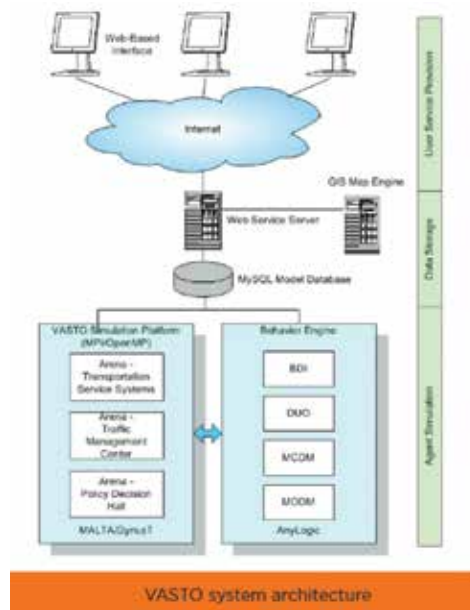 Web-Based
Interface
Internet
User Service Provision
GIS Map Engine
Web Service Server
Data Storage
MySQL Model Database
VASTO Simulation Platform
(MPI/OpenMP)
Behavior Engine
Arena -
Transportation
Service Systems
BDI
DUO
Arena -
Traffic
Management
Center
MCDM
Arena -
Policy Decision
Hall
MODM
MALTA/DynusT
AnyLogic
Agent Simulation
VASTO system architecture